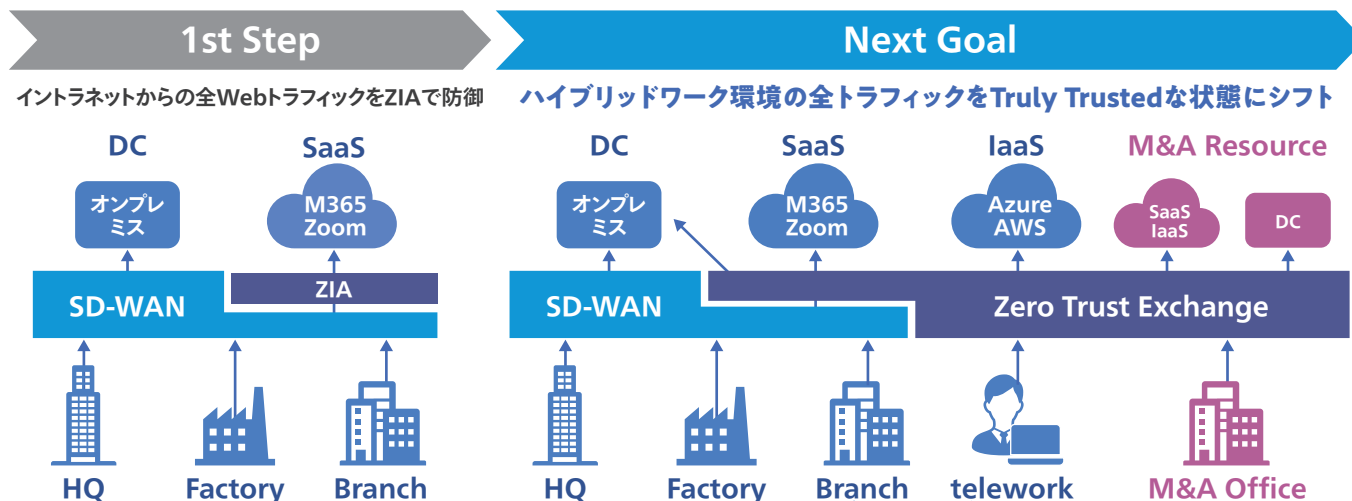 1st Step
Next Goal
イントラネットからの全WebトラフィックをZIAで防御
ハイブリッドワーク環境の全トラフィックをTruly Trustedな状態にシフト
DC
SaaS
オンプレ
ミス
M365
Zoom
ZIA
SD-WAN
HQ
Factory
Branch
DC
SaaS
IaaS
M&A Resource
オンプレ
ミス
M365
Zoom
Azure
AWS
SaaS
IaaS
DC
SD-WAN
Zero Trust Exchange
HQ
Factory
Branch
telework
M&A Office